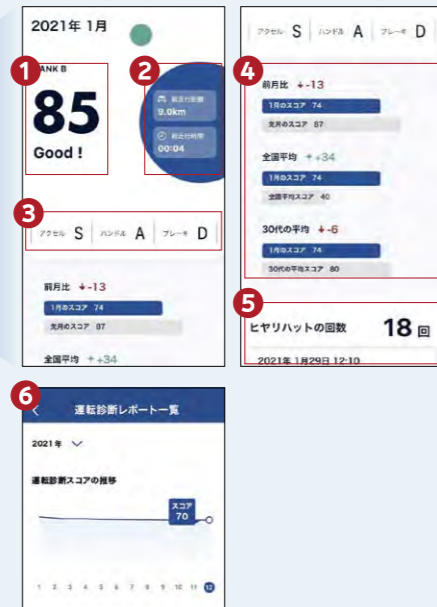 2021年 1月
1
2
ANK B
85
Good !
総走行距離
9.0km
総走行時間
00:04
3
アクセル S ハンドル A ブレーキ D
前月比 -13
1月のスコア 74
先月のスコア 87
全国平均 +34
アクセル S ハンドル A ブレーキ D
4
前月比 -13
1月のスコア 74
先月のスコア 87
全国平均 +34
1月のスコア 74
全国平均スコア 40
30代の平均 -6
1月のスコア 74
30代の平均スコア 80
5
ヒヤリハットの回数 18 回
2021年 1月29日 12:10
6
運転診断レポート一覧
2021年
運転診断スコアの推移
スコア
70
1 2 3 4 5 6 7 8 9 10 11 12